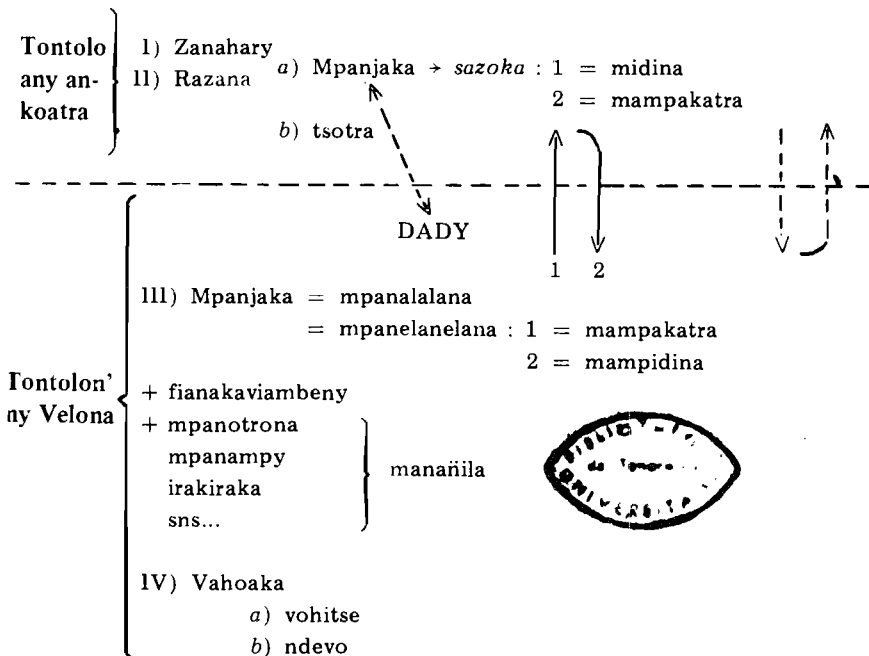 Tontolo any an-koatra
I) Zanahary
II) Razana
a) Mpanjaka → sazoka : 1 = midina
2 = mampakatra
b) tsotra
DADY
1 2
Tontolon' ny Velona
III) Mpanjaka = mpanalalana
= mpanelanelana : 1 = mampakatra
2 = mampidina
+ fianakaviambeny
+ mpanotrona
mpanampy
irakiraka
sns...
manañila
IV) Vahoaka
a) vohitse
b) ndevo